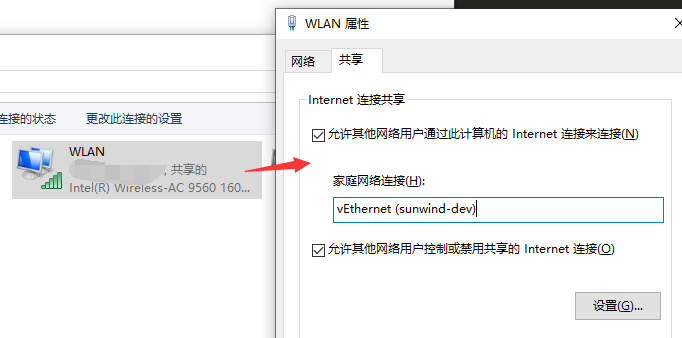 连接的状态
更改此连接的设置
WLAN
, 共享的
Intel(R) Wireless-AC 9560 160...
WLAN 属性
网络
共享
Internet 连接共享
允许其他网络用户通过此计算机的 Internet 连接来连接(N)
家庭网络连接(H):
vEthernet (sunwind-dev)
允许其他网络用户控制或禁用共享的 Internet 连接(O)
设置(G)...